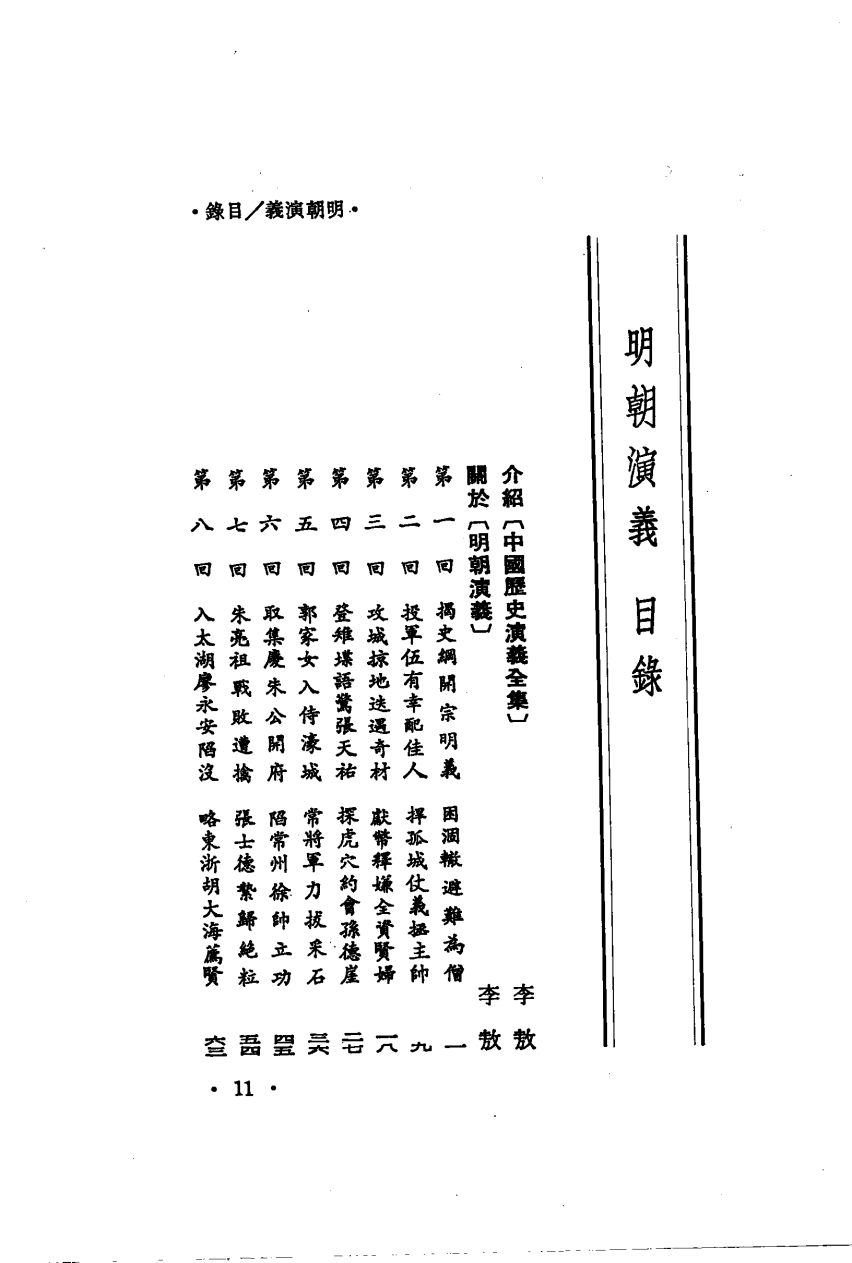 •錄目／義演朝明•
明朝演義 目錄
介紹〔中國歷史演義全集〕 李敖
關於〔明朝演義〕 李敖
第一回 揭史綱開宗明義 困涸轍避難為僧 一
第二回 投軍伍有幸配佳人 捍孤城仗義拯主帥 九
第三回 攻城掠地迭遇奇材 獻幣釋嫌全資賢婦 一八
第四回 登雉堞語驚張天祐 探虎穴約會孫德崖 二七
第五回 郭家女入侍濠城 常將軍力拔采石 三六
第六回 取集慶朱公開府 陷常州徐帥立功 四五
第七回 朱亮祖戰敗遭擒 張士德縶歸絕粒 五四
第八回 入太湖廖永安陷沒 略東浙胡大海薦賢 六三
• 11 •